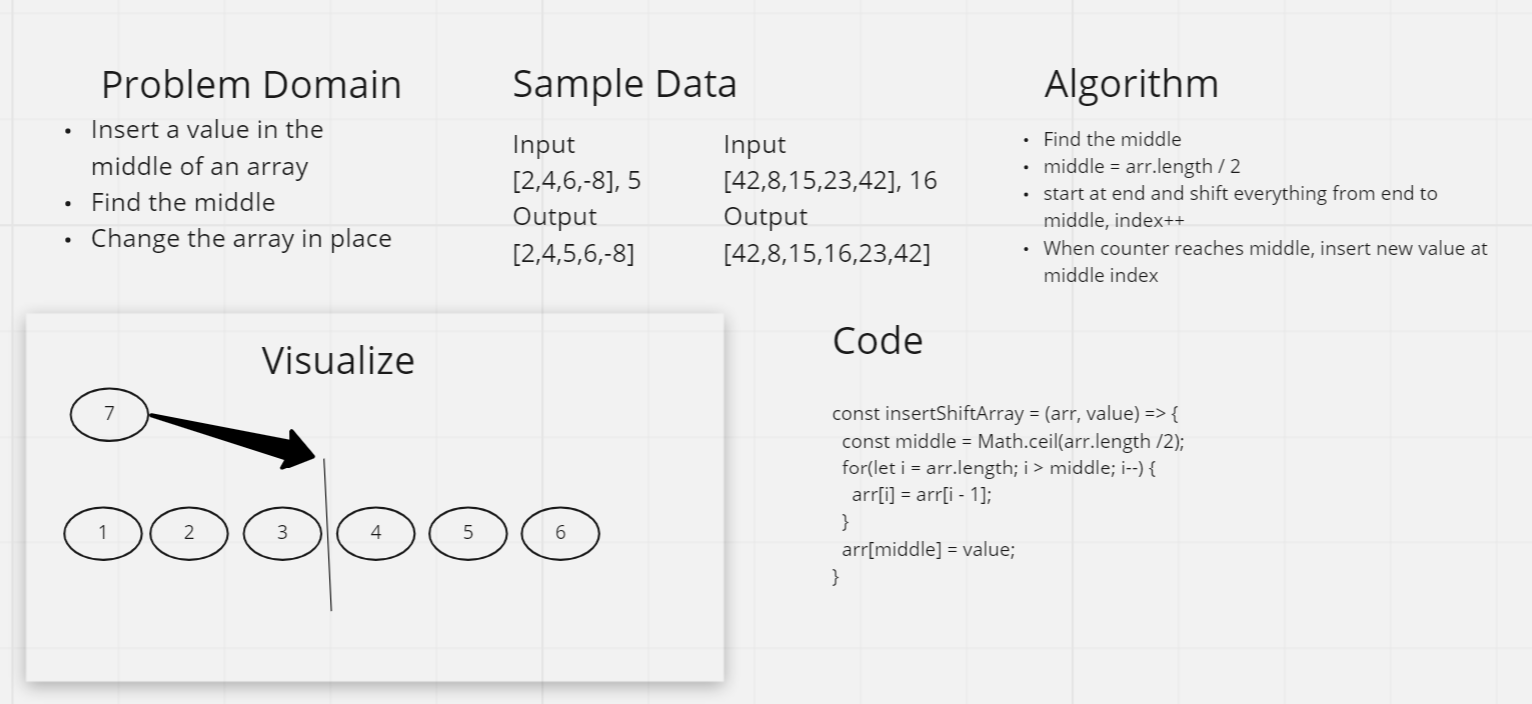 Problem Domain
• Insert a value in the
middle of an array
• Find the middle
• Change the array in place
Sample Data
Input
[2,4,6,-8], 5
Output
[2,4,5,6,-8]
Input
[42,8,15,23,42], 16
Output
[42,8,15,16,23,42]
Algorithm
• Find the middle
• middle = arr.length / 2
• start at end and shift everything from end to
middle, index++
• When counter reaches middle, insert new value at
middle index
Visualize
7
1 2 3 4 5 6
Code
const insertShiftArray = (arr, value) => {
  const middle = Math.ceil(arr.length /2);
  for(let i = arr.length; i > middle; i--) {
    arr[i] = arr[i - 1];
  }
  arr[middle] = value;
}